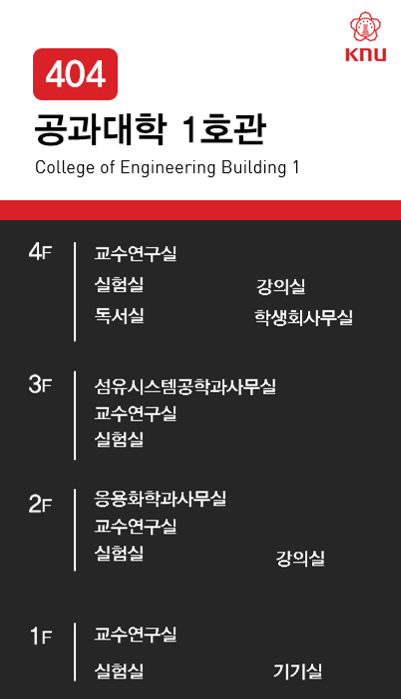 KNU
404
공과대학 1호관
College of Engineering Building 1
4F 교수연구실
실험실 강의실
독서실 학생회사무실
3F 섬유시스템공학과사무실
교수연구실
실험실
2F 응용화학과사무실
교수연구실
실험실 강의실
1F 교수연구실
실험실 기기실